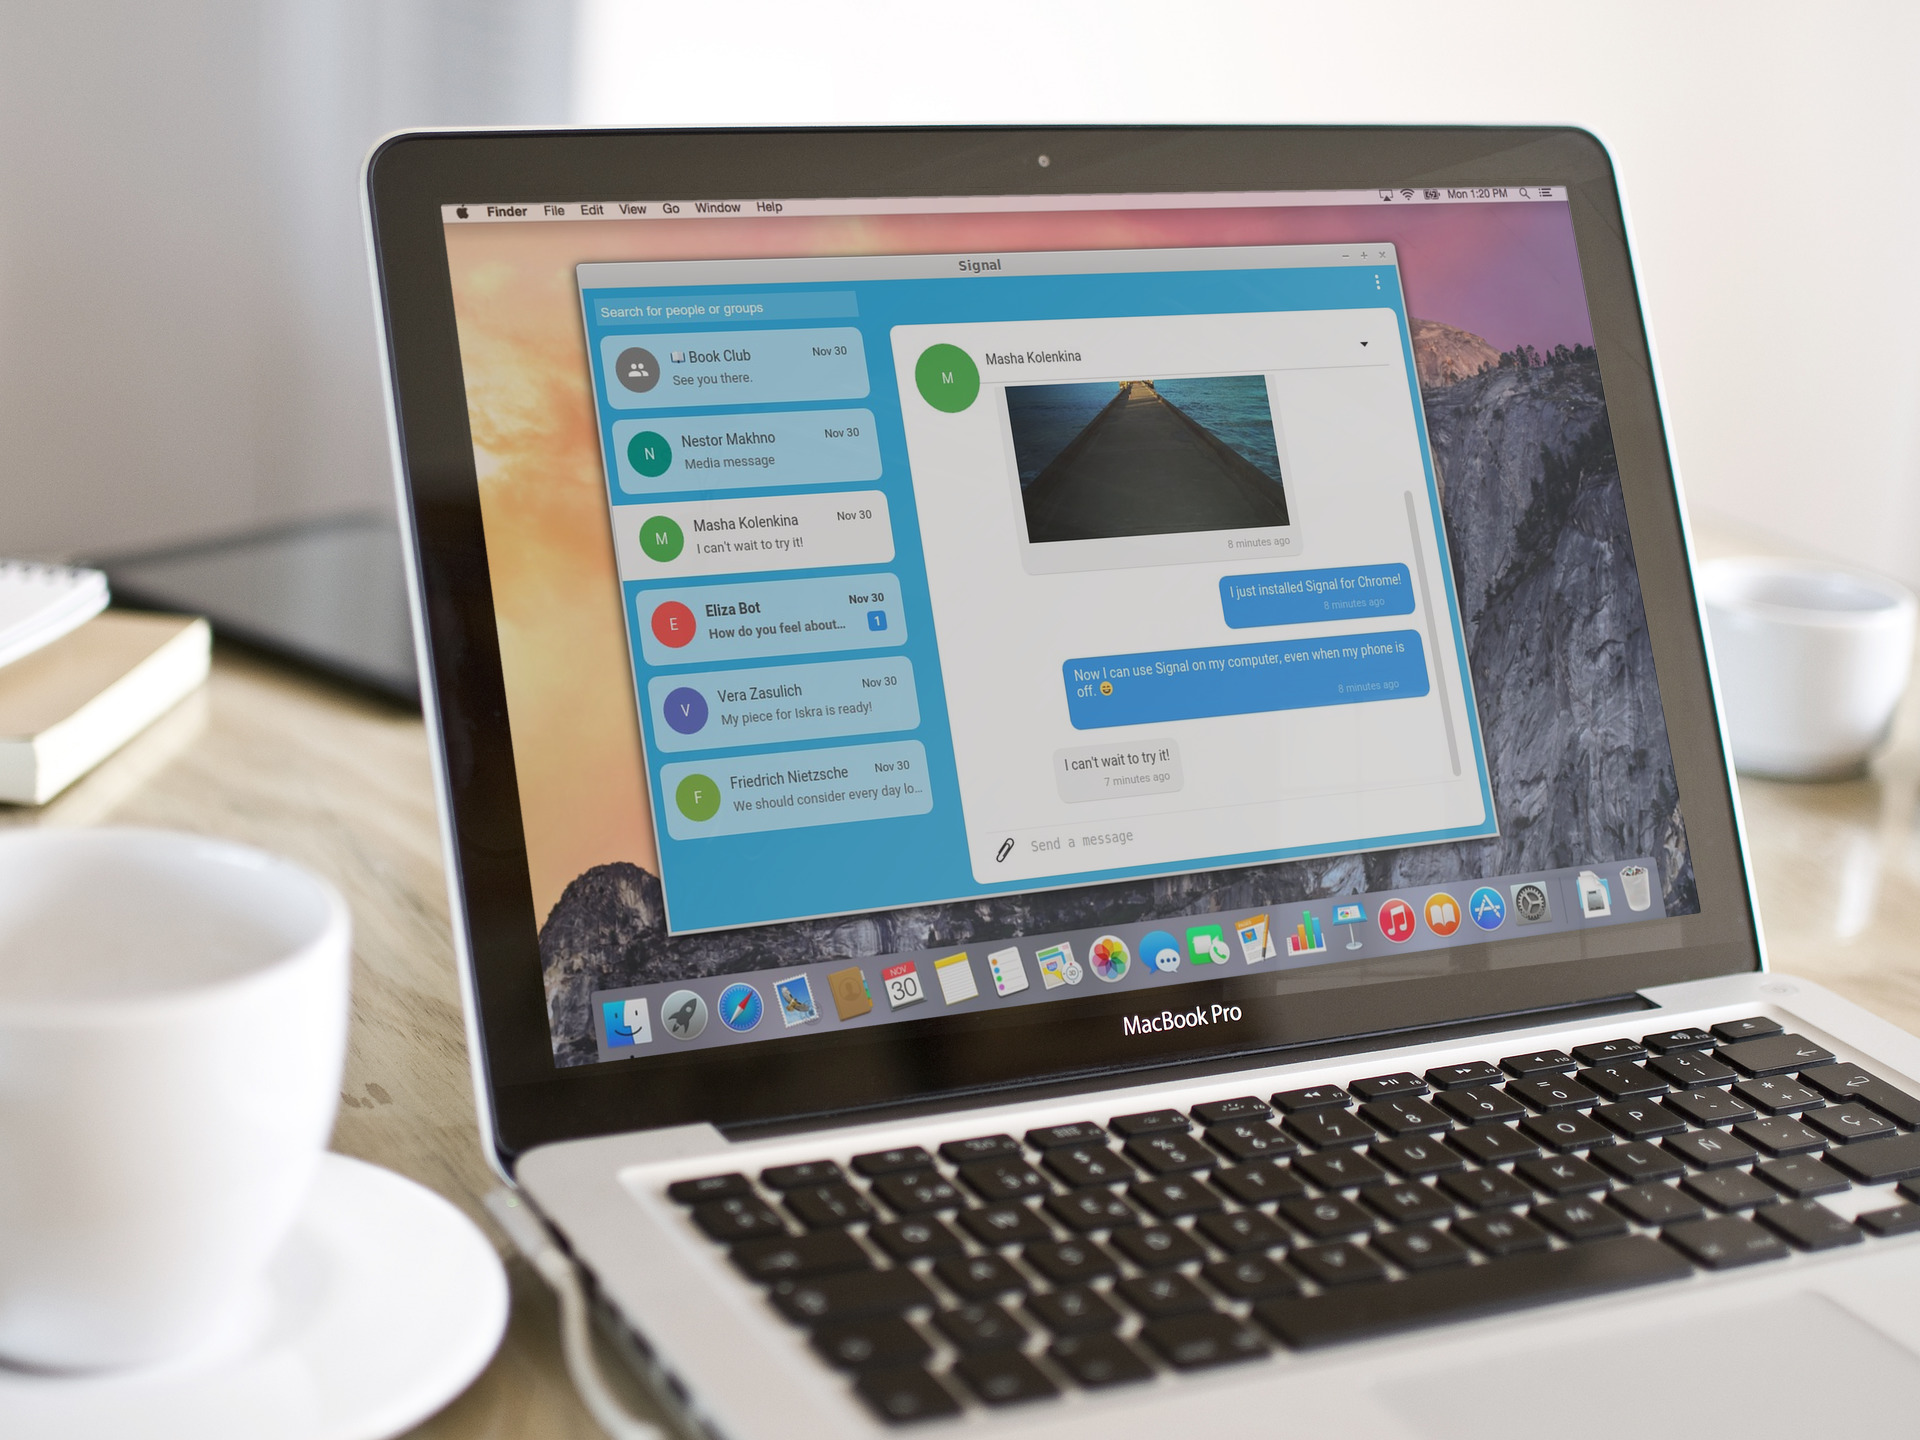 Finder File Edit View Go Window Help
Mon 1:20 PM
Signal
Search for people or groups
Book Club Nov 30
See you there.
Nestor Makhno Nov 30
Media message
Masha Kolenkina Nov 30
I can't wait to try it!
Eliza Bot Nov 30
How do you feel about... 1
Vera Zasulich Nov 30
My piece for Iskra is ready!
Friedrich Nietzsche Nov 30
We should consider every day lo...
N
M
E
V
F
M
Masha Kolenkina
8 minutes ago
I just installed Signal for Chrome!
8 minutes ago
Now I can use Signal on my computer, even when my phone is
off. 😄
8 minutes ago
I can't wait to try it!
7 minutes ago
Send a message
NOV
30
MacBook Pro
7 8 9 0
R T Y U I O P
H J K L Ñ
N M